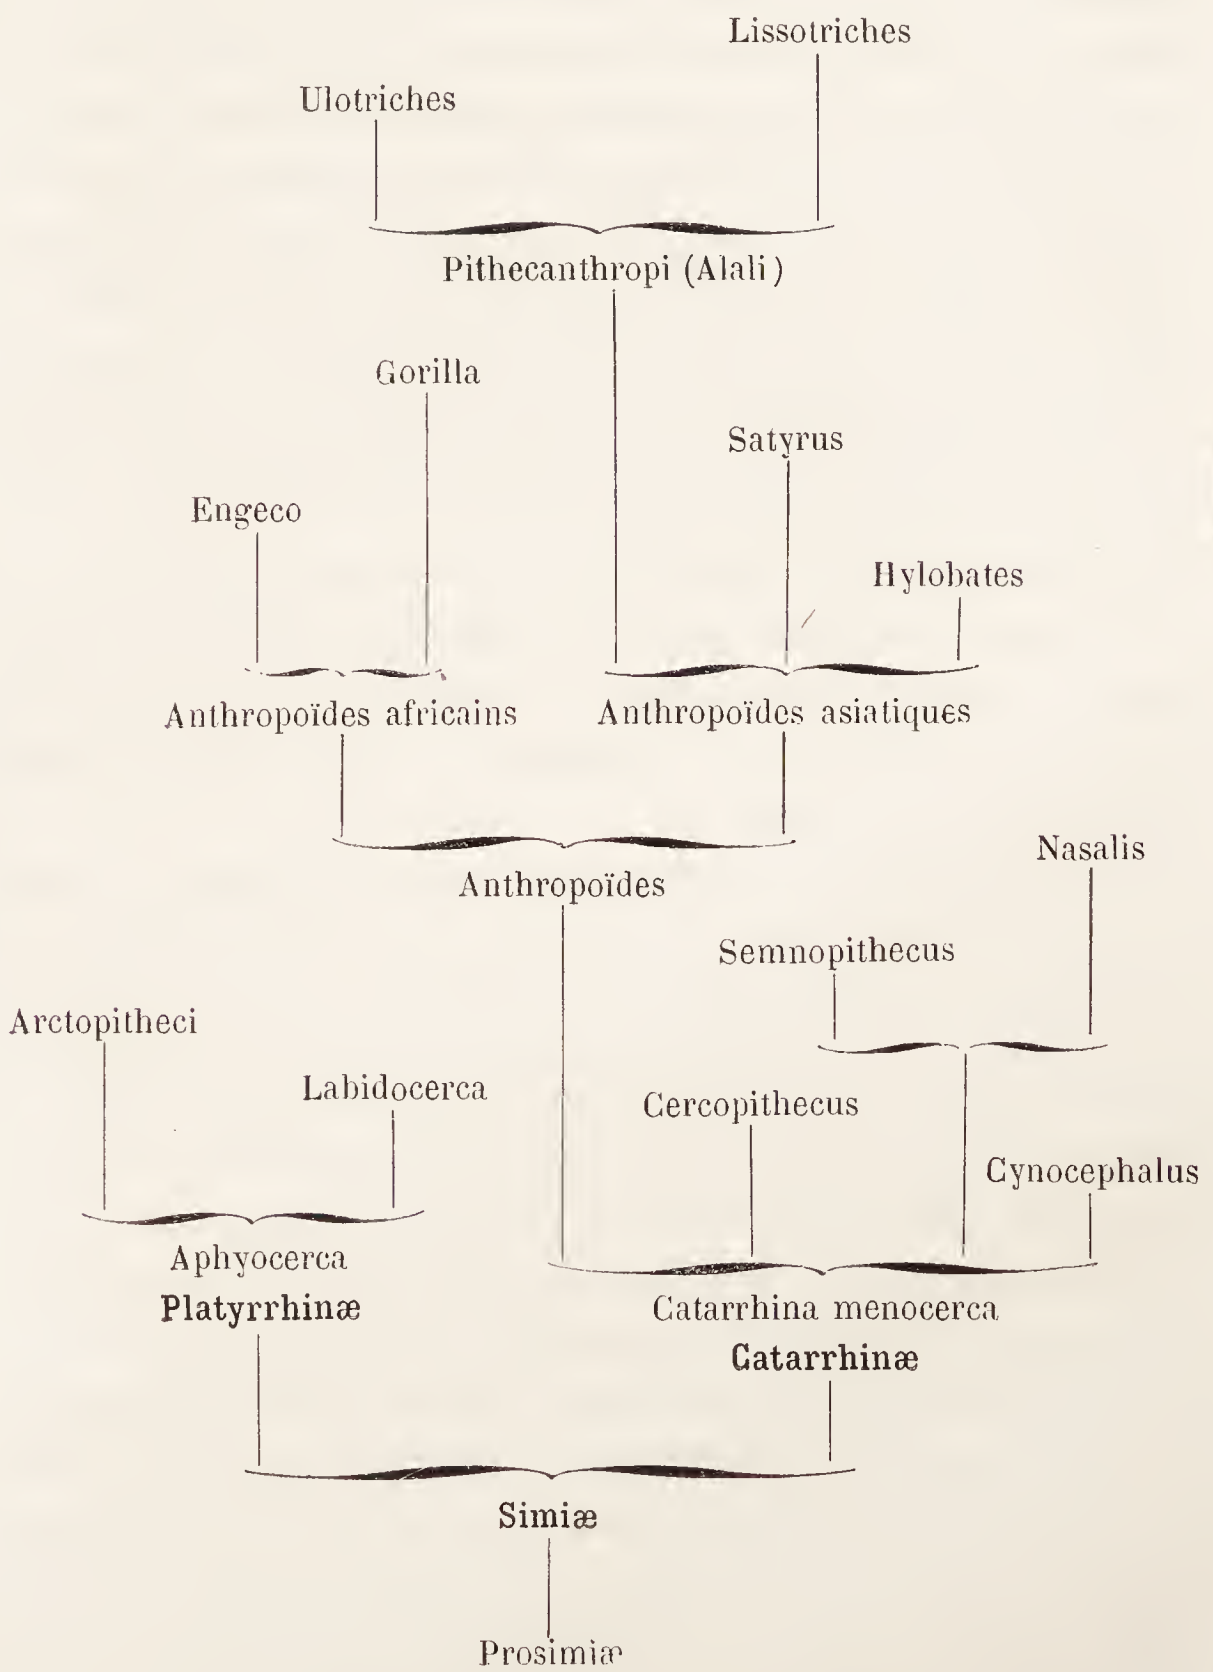 Lissotriches
Ulotriches
Pithecanthropi (Alali)
Gorilla
Satyrus
Engeco
Hylobates
Anthropoïdes africains
Anthropoïdes asiatiques
Nasalis
Anthropoïdes
Semnopithecus
Arctopitheci
Labidocerca
Cercopithecus
Cynocephalus
Aphyocerca
Platyrrhinæ
Catarrhina menocerca
Catarrhinæ
Simiæ
Prosimiæ